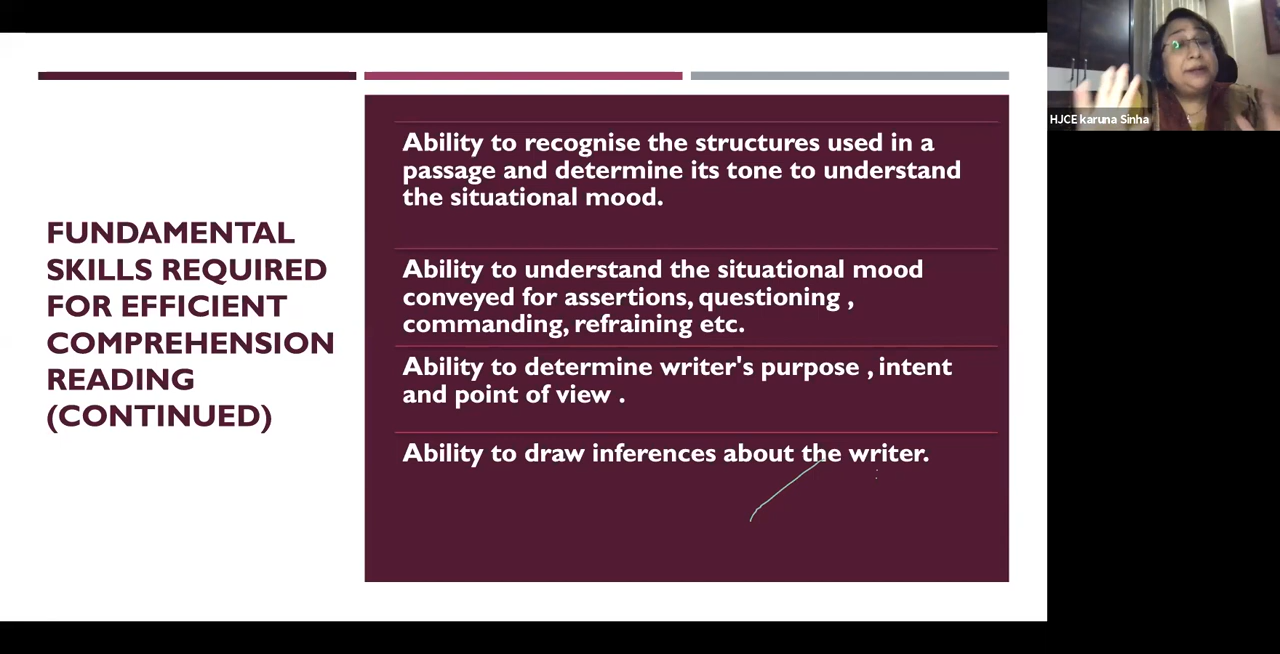 FUNDAMENTAL
SKILLS REQUIRED
FOR EFFICIENT
COMPREHENSION
READING
(CONTINUED)
Ability to recognise the structures used in a
passage and determine its tone to understand
the situational mood.
Ability to understand the situational mood
conveyed for assertions, questioning ,
commanding, refraining etc.
Ability to determine writer's purpose , intent
and point of view .
Ability to draw inferences about the writer.
HJCE karuna Sinha